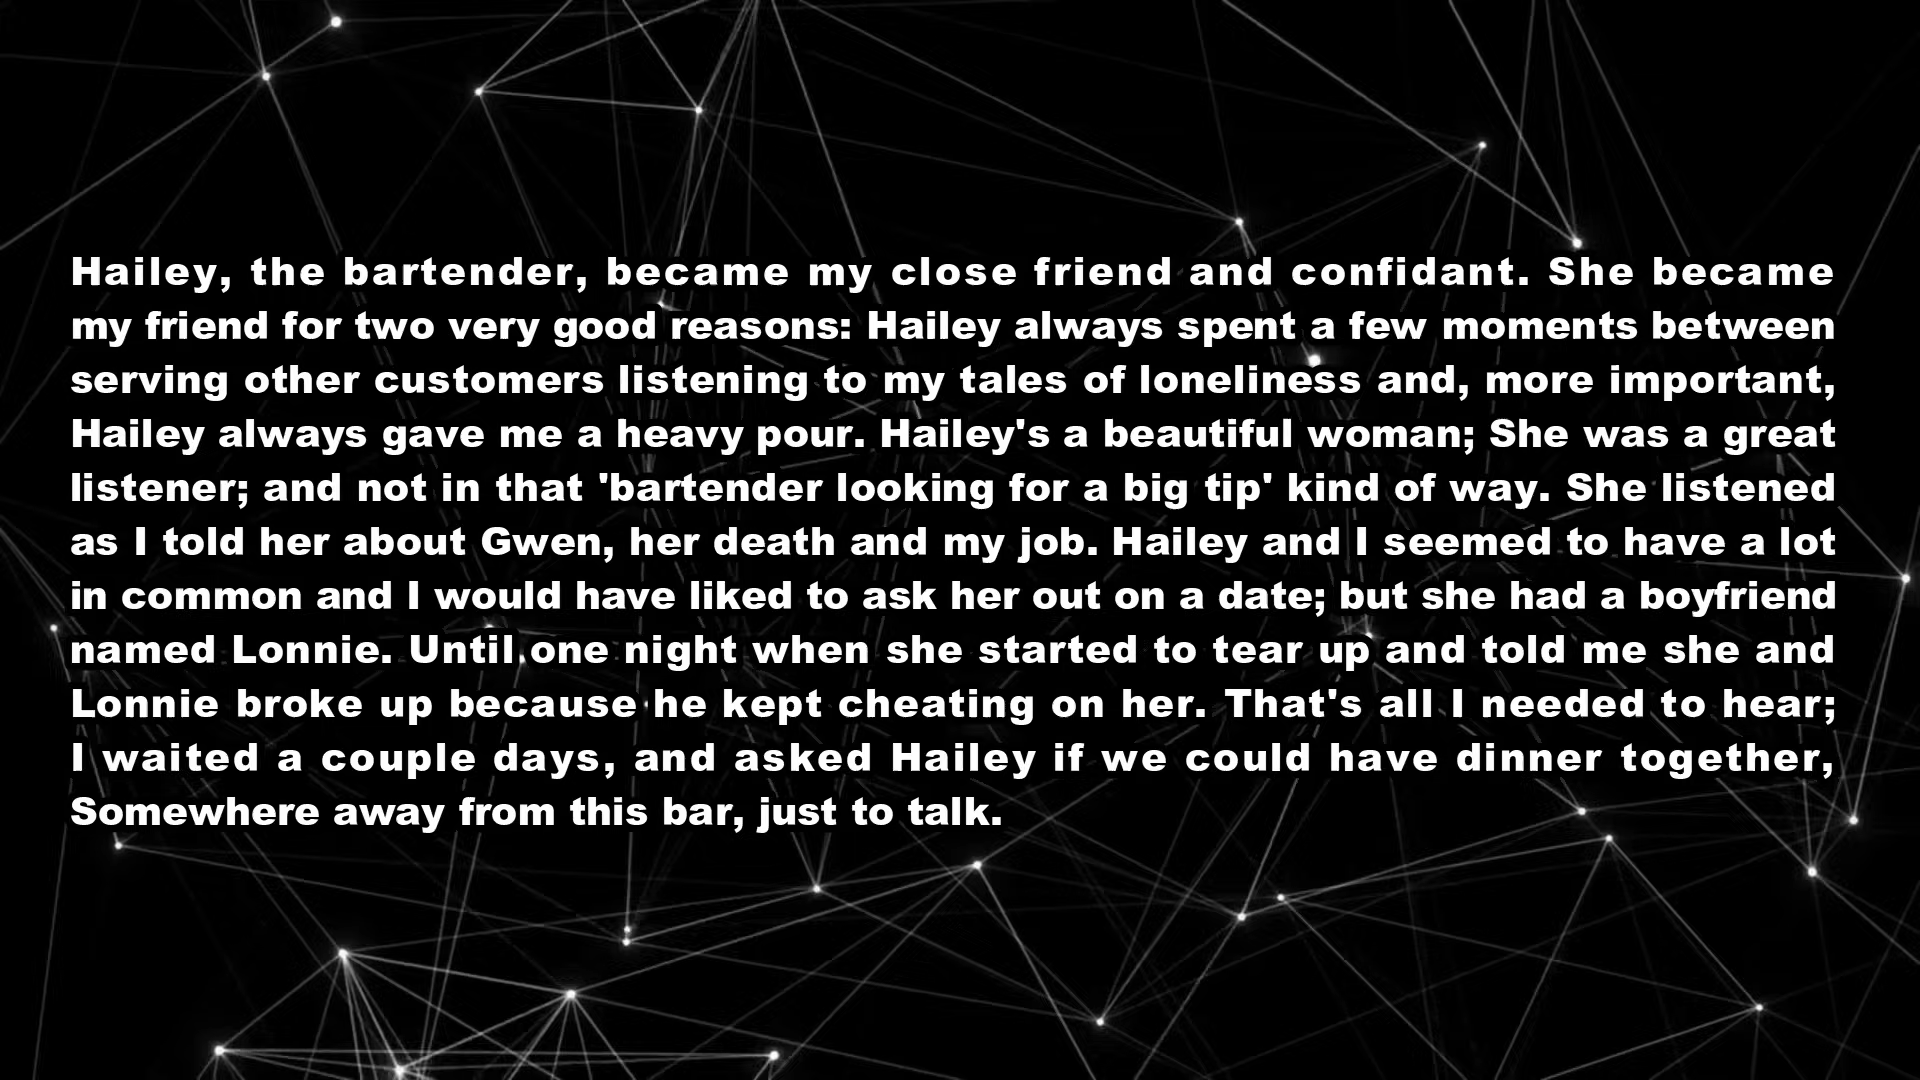 Hailey, the bartender, became my close friend and confidant. She became
my friend for two very good reasons: Hailey always spent a few moments between
serving other customers listening to my tales of loneliness and, more important,
Hailey always gave me a heavy pour. Hailey's a beautiful woman; She was a great
listener; and not in that 'bartender looking for a big tip' kind of way. She listened
as I told her about Gwen, her death and my job. Hailey and I seemed to have a lot
in common and I would have liked to ask her out on a date; but she had a boyfriend
named Lonnie. Until one night when she started to tear up and told me she and
Lonnie broke up because he kept cheating on her. That's all I needed to hear;
I waited a couple days, and asked Hailey if we could have dinner together,
Somewhere away from this bar, just to talk.